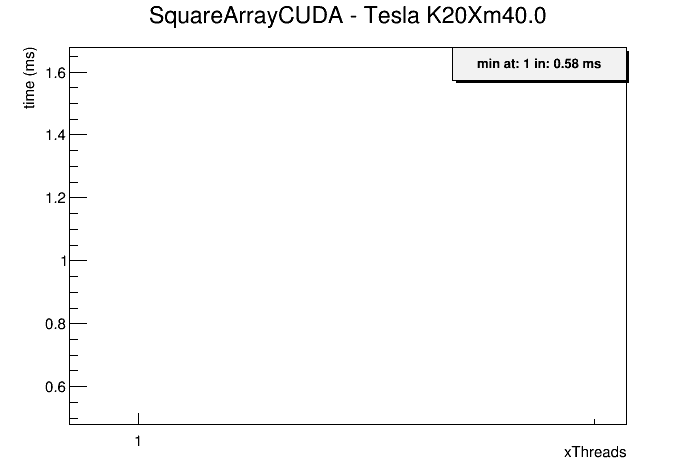 SquareArrayCUDA - Tesla K20Xm40.0
time (ms)
min at: 1 in: 0.58 ms
1.6
1.4
1.2
1
0.8
0.6
1
xThreads